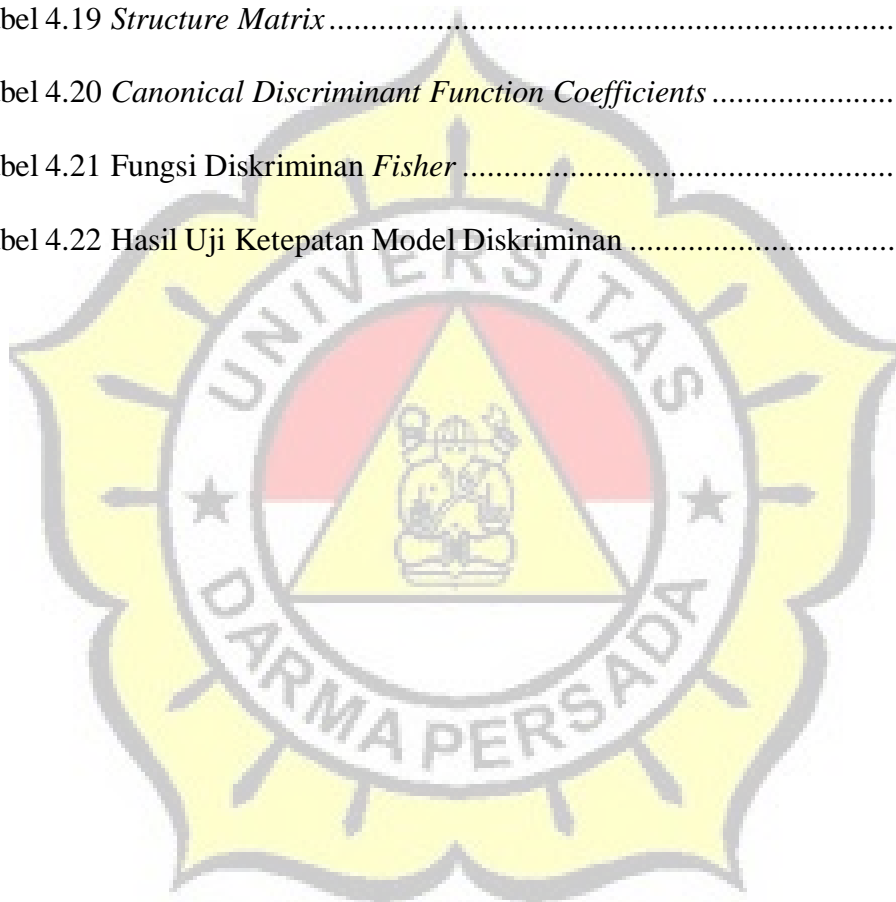 bel 4.19 Structure Matrix ....................................................................
bel 4.20 Canonical Discriminant Function Coefficients ......................
bel 4.21 Fungsi Diskriminan Fisher ....................................................
bel 4.22 Hasil Uji Ketepatan Model Diskriminan ................................
UNIVERSITAS
DARMA PERSADA